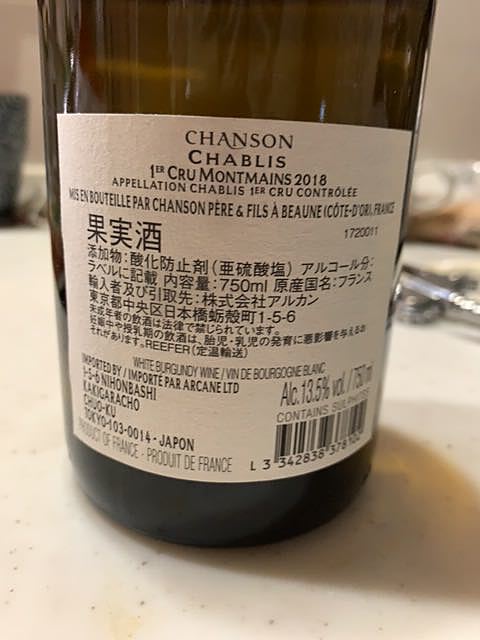 CHANSON
CHABLIS
1ER CRU MONTMAINS 2018
APPELLATION CHABLIS 1ER CRU CONTRÔLÉE
MIS EN BOUTEILLE PAR CHANSON PÈRE & FILS À BEAUNE (CÔTE-D'OR), FRANCE
1720011
果実酒
添加物:酸化防止剤(亜硫酸塩) アルコール分:
ラベルに記載 内容量:750ml 原産国名:フランス
輸入者及び引取先:株式会社アルカン
東京都中央区日本橋蛎殻町1-5-6
未成年者の飲酒は法律で禁じられています。
妊娠中や授乳期の飲酒は、胎児・乳児の発育に悪影響を与えるお
それがあります。REEFER(定温輸送)
WHITE BURGUNDY WINE / VIN DE BOURGOGNE BLANC
IMPORTED BY / IMPORTÉ PAR ARCANE LTD
1-5-6 NIHONBASHI
KAKIGARACHO
CHUO-KU
TOKYO-103-0014 - JAPON
PRODUCT OF FRANCE - PRODUIT DE FRANCE
Alc.13.5% vol. / 750ml
CONTAINS SULPHITES
L 3 342838